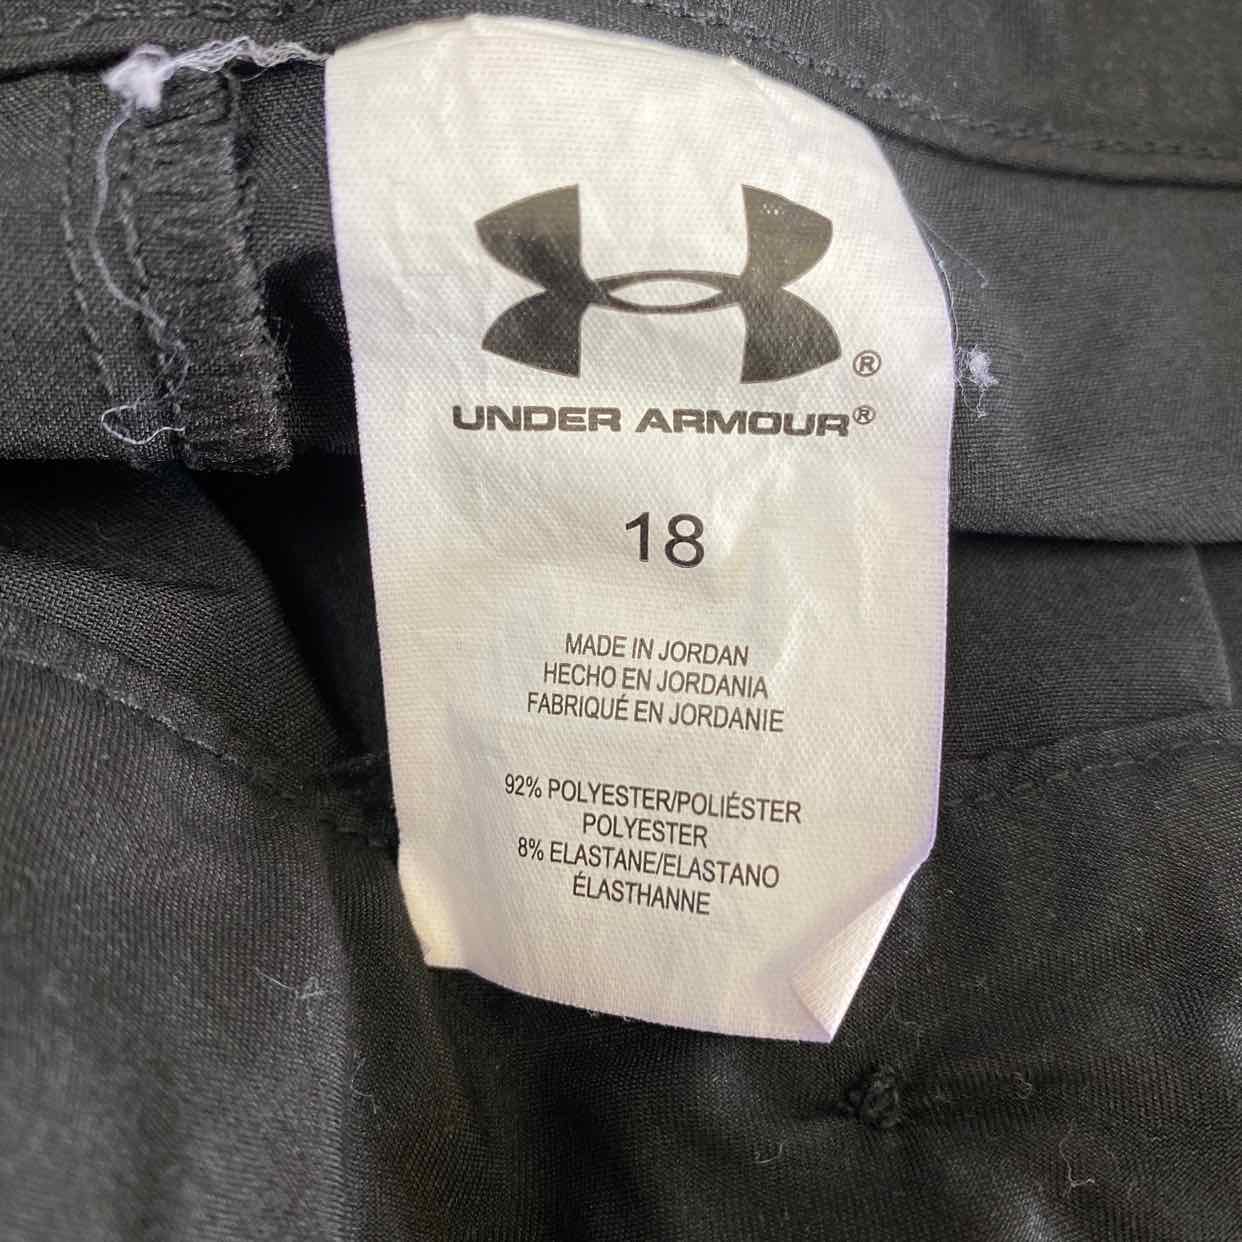 ®
UNDER ARMOUR®
18
MADE IN JORDAN
HECHO EN JORDANIA
FABRIQUÉ EN JORDANIE
92% POLYESTER/POLIÉSTER
POLYESTER
8% ELASTANE/ELASTANO
ÉLASTHANNE